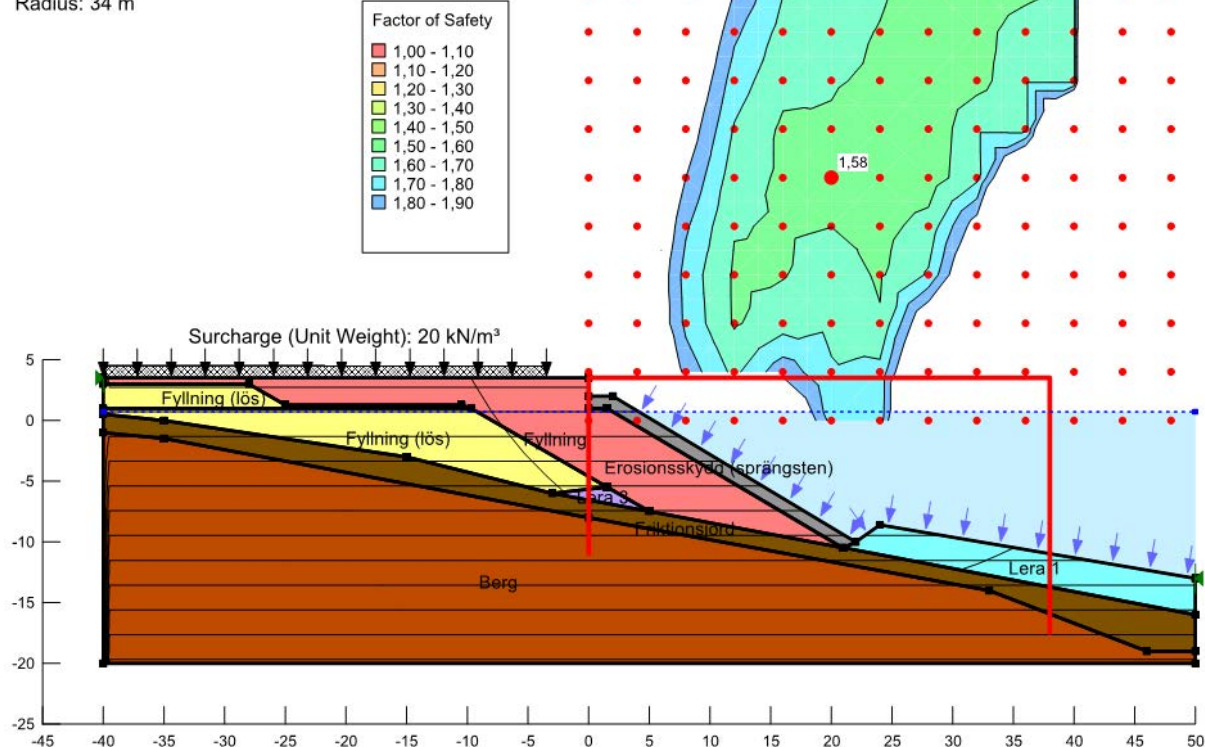 Radius: 34 m
Factor of Safety
1,00 - 1,10
1,10 - 1,20
1,20 - 1,30
1,30 - 1,40
1,40 - 1,50
1,50 - 1,60
1,60 - 1,70
1,70 - 1,80
1,80 - 1,90
1,58
Surcharge (Unit Weight): 20 kN/m³
5
Fyllning (lös)
0
Fyllning (lös)
Fyllning
Erosionsskydd (sprängsten)
-5
Lera 3
Friktionsjord
-10
Lera 1
Berg
-15
-20
-25
-45 -40 -35 -30 -25 -20 -15 -10 -5 0 5 10 15 20 25 30 35 40 45 50